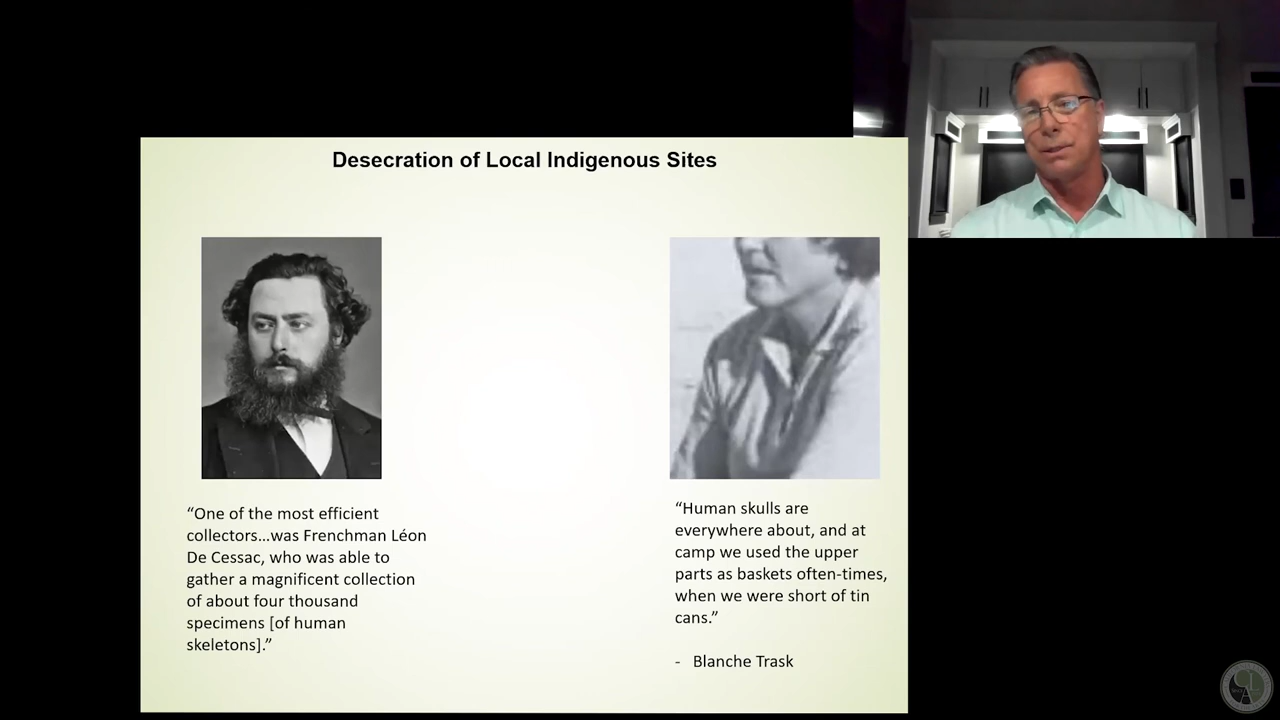 Desecration of Local Indigenous Sites
“One of the most efficient
collectors...was Frenchman Léon
De Cessac, who was able to
gather a magnificent collection
of about four thousand
specimens [of human
skeletons].”
“Human skulls are
everywhere about, and at
camp we used the upper
parts as baskets often-times,
when we were short of tin
cans.”
- Blanche Trask